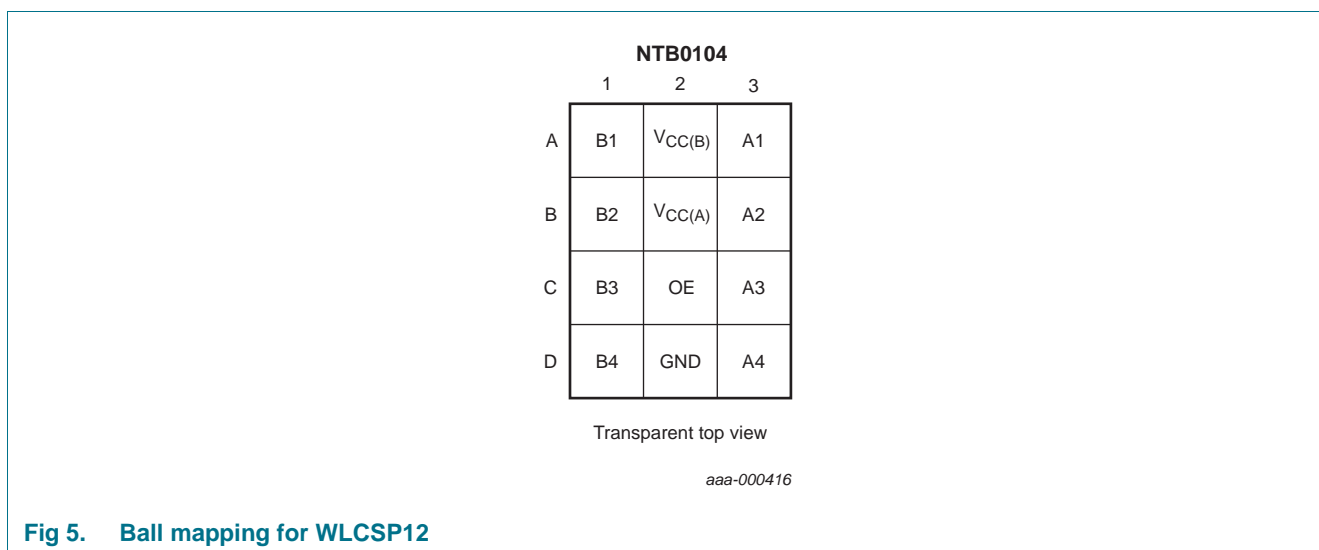 NTB0104
1 2 3
A B1 VCC(B) A1
B B2 VCC(A) A2
C B3 OE A3
D B4 GND A4
Transparent top view
aaa-000416
Fig 5. Ball mapping for WLCSP12